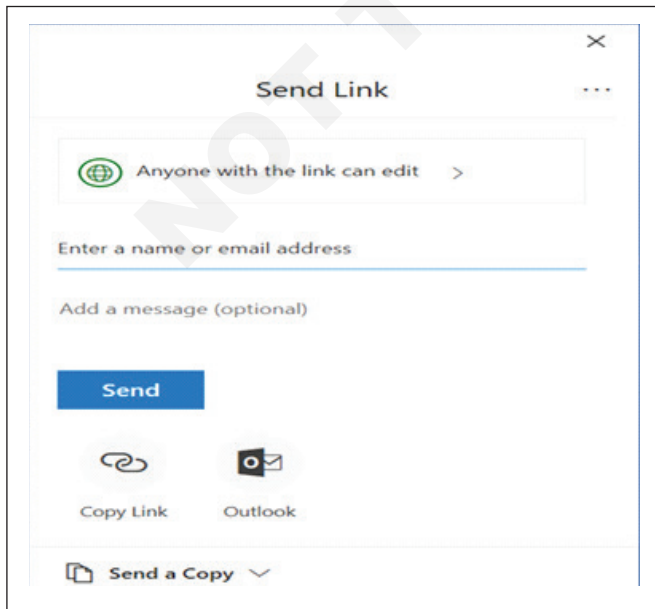 Send Link
Anyone with the link can edit
Enter a name or email address
Add a message (optional)
Send
Copy Link Outlook
Send a Copy